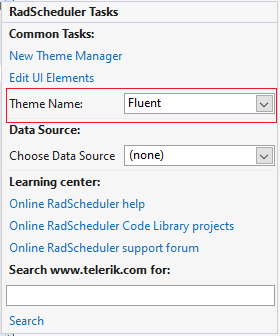 RadScheduler Tasks
Common Tasks:
New Theme Manager
Edit UI Elements
Theme Name: Fluent
Data Source:
Choose Data Source (none)
Learning center:
Online RadScheduler help
Online RadScheduler Code Library projects
Online RadScheduler support forum
Search www.telerik.com for:
Search